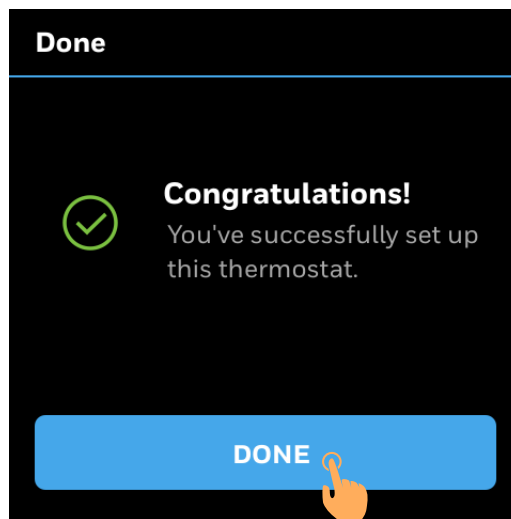 Done
Congratulations!
You've successfully set up
this thermostat.
DONE